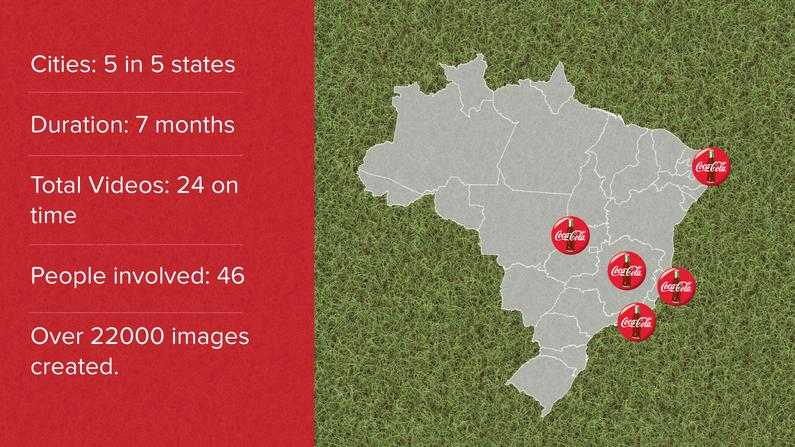 Cities: 5 in 5 states
Duration: 7 months
Total Videos: 24 on
time
People involved: 46
Over 22000 images
created.
Coca-Cola
Coca-Cola
Coca-Cola
Coca-Cola
Coca-Cola